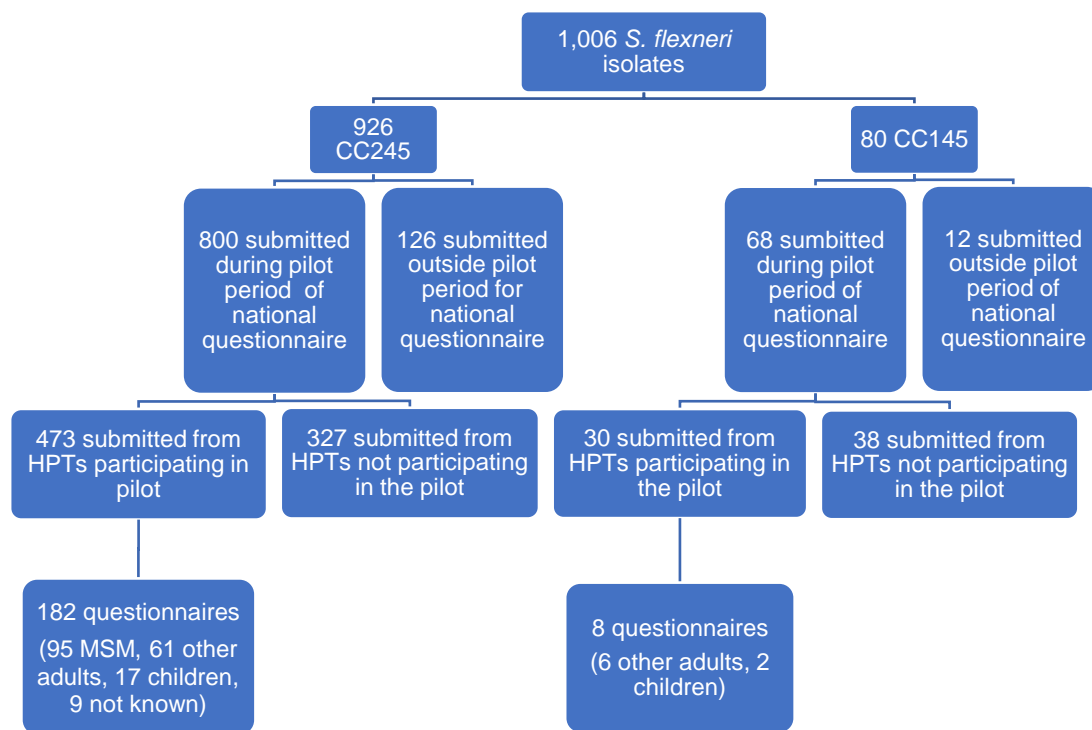 1,006 S. flexneri
isolates
926
CC245
80 CC145
800 submitted
during pilot
period of
national
questionnaire
126 submitted
outside pilot
period for
national
questionnaire
68 sumbitted
during pilot
period of
national
questionnaire
12 submitted
outside pilot
period of
national
questionnaire
473 submitted from
HPTs participating in
pilot
327 submitted from
HPTs not participating
in the pilot
30 submitted from
HPTs participating in
the pilot
38 submitted from
HPTs not participating
in the pilot
182 questionnaires
(95 MSM, 61 other
adults, 17 children,
9 not known)
8 questionnaires
(6 other adults, 2
children)